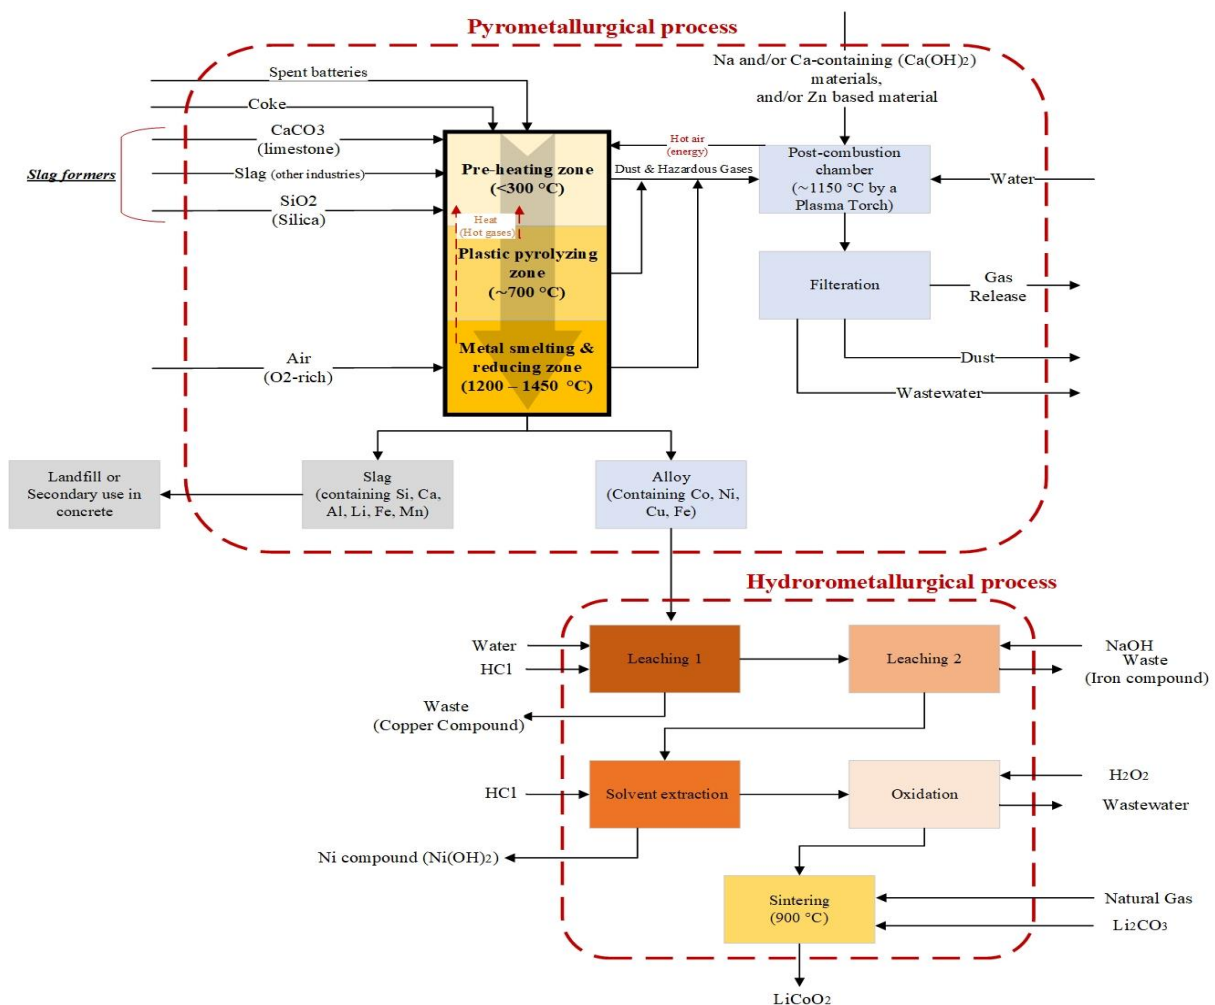 Pyrometallurgical process
Spent batteries
Coke
CaCO3
(limestone)
Slag (other industries)
SiO2
(Silica)
Slag formers
Air
(O2-rich)
Pre-heating zone
(<300 °C)
Heat
(Hot gases)
Plastic pyrolyzing
zone
(~700 °C)
Metal smelting &
reducing zone
(1200 – 1450 °C)
Hot air
(energy)
Dust & Hazardous Gases
Na and/or Ca-containing (Ca(OH)2)
materials,
and/or Zn based material
Post-combustion
chamber
(~1150 °C by a
Plasma Torch)
Water
Filteration
Gas
Release
Dust
Wastewater
Landfill or
Secondary use in
concrete
Slag
(containing Si, Ca,
Al, Li, Fe, Mn)
Alloy
(Containing Co, Ni,
Cu, Fe)
Hydrorometallurgical process
Water
HCl
Leaching 1
Leaching 2
NaOH
Waste
(Iron compound)
Waste
(Copper Compound)
HCl
Solvent extraction
Oxidation
H2O2
Wastewater
Ni compound (Ni(OH)2)
Sintering
(900 °C)
Natural Gas
Li2CO3
LiCoO2